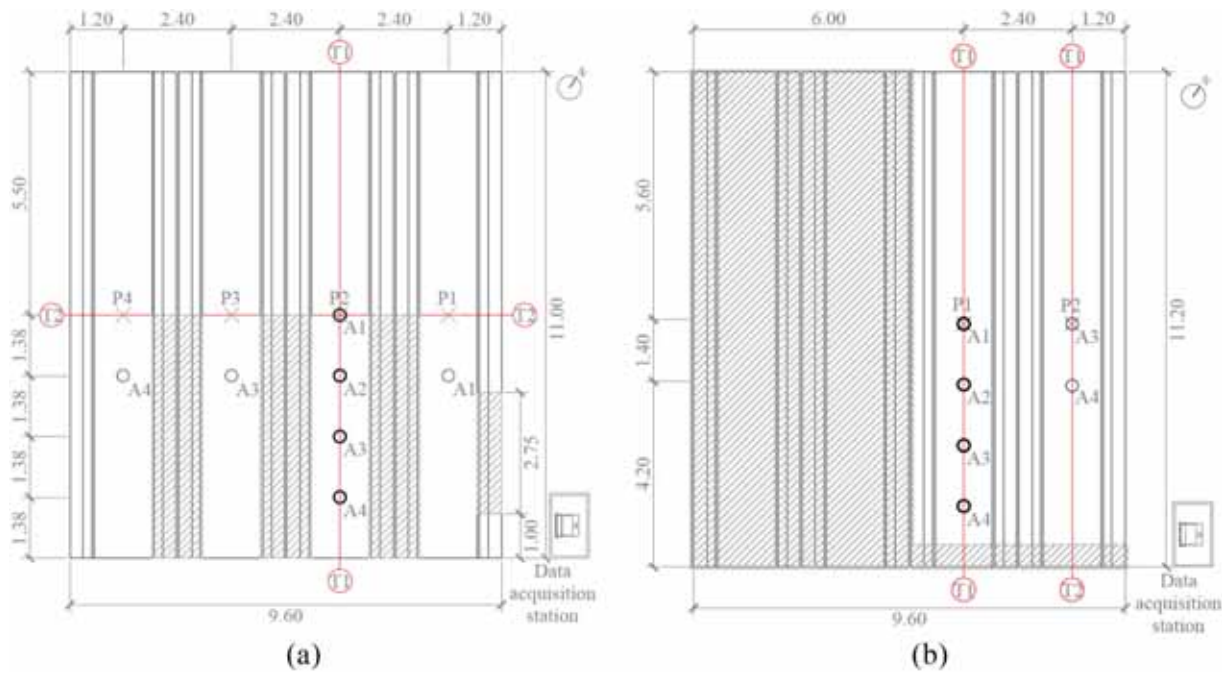 1.20 2.40 2.40 2.40 1.20
T1
5.50
P4 P3 P2 P1
T2 T2
A1
11.00
1.38
A4 A3 A2 A1
1.38
A3
2.75
1.38
A4
1.38
1.00
T1
Data
acquisition
station
9.60
(a)
6.00 2.40 1.20
T1 T1
5.60
P1 P2
A1 A3
11.20
1.40
A2 A4
A3
4.20
A4
T1 T2
Data
acquisition
station
9.60
(b)